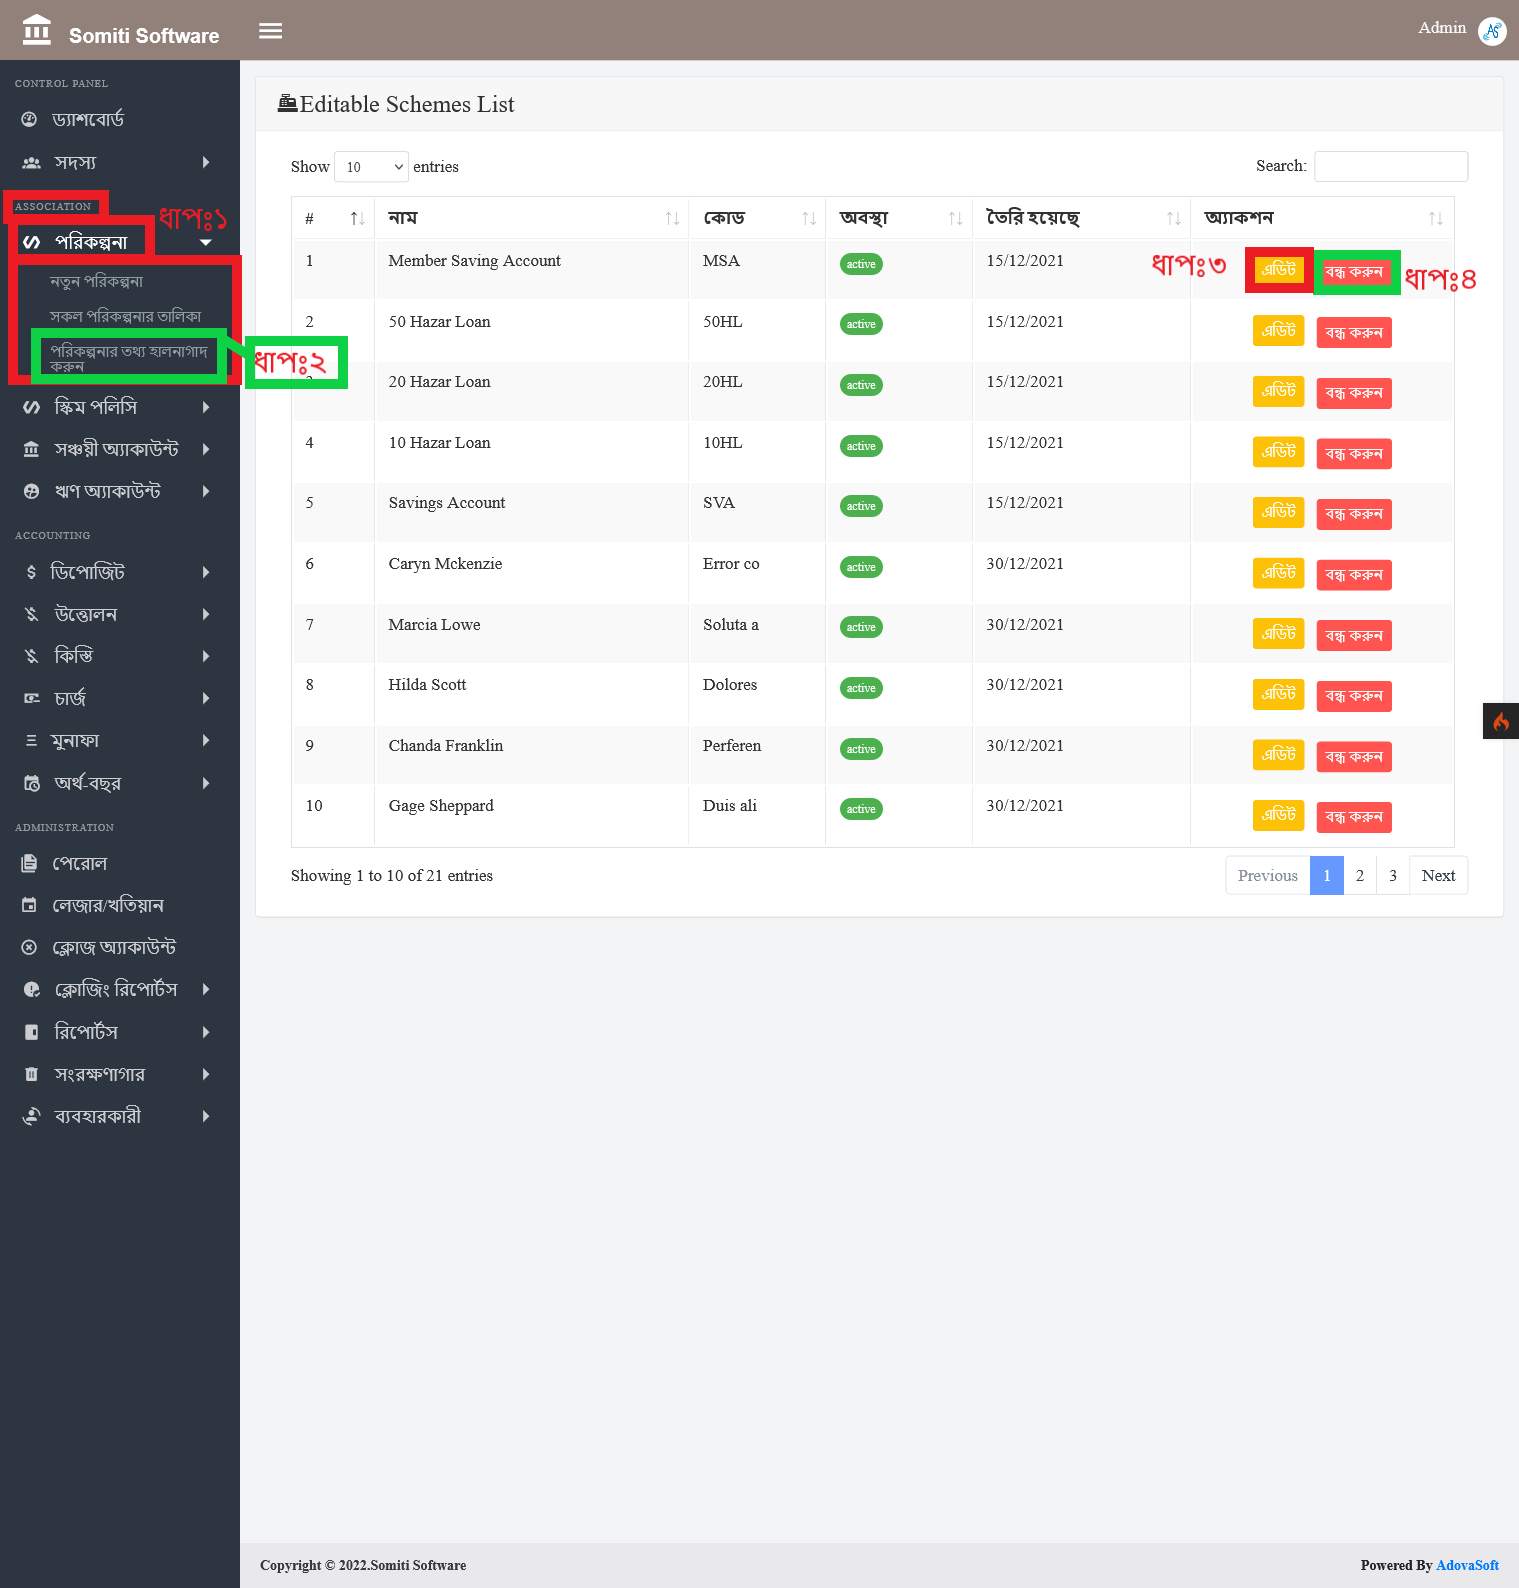 Somiti Software
Admin
CONTROL PANEL
ড্যাশবোর্ড
সদস্য
ASSOCIATION
ধাপঃ১
পরিকল্পনা
নতুন পরিকল্পনা
সকল পরিকল্পনার তালিকা
পরিকল্পনার তথ্য হালনাগাদ
করুন
ধাপঃ২
স্কিম পলিসি
সঞ্চয়ী অ্যাকাউন্ট
ঋণ অ্যাকাউন্ট
ACCOUNTING
ডিপোজিট
উত্তোলন
কিস্তি
চার্জ
মুনাফা
অর্থ-বছর
ADMINISTRATION
পেরোল
লেজার/খতিয়ান
ক্লোজ অ্যাকাউন্ট
ক্লোজিং রিপোর্টস
রিপোর্টস
সংরক্ষণাগার
ব্যবহারকারী
Editable Schemes List
Show 10 entries
Search:
# নাম কোড অবস্থা তৈরি হয়েছে অ্যাকশন
1 Member Saving Account MSA active 15/12/2021 ধাপঃ৩ এডিট বন্ধ করুন ধাপঃ৪
2 50 Hazar Loan 50HL active 15/12/2021 এডিট বন্ধ করুন
20 Hazar Loan 20HL active 15/12/2021 এডিট বন্ধ করুন
4 10 Hazar Loan 10HL active 15/12/2021 এডিট বন্ধ করুন
5 Savings Account SVA active 15/12/2021 এডিট বন্ধ করুন
6 Caryn Mckenzie Error co active 30/12/2021 এডিট বন্ধ করুন
7 Marcia Lowe Soluta a active 30/12/2021 এডিট বন্ধ করুন
8 Hilda Scott Dolores active 30/12/2021 এডিট বন্ধ করুন
9 Chanda Franklin Perferen active 30/12/2021 এডিট বন্ধ করুন
10 Gage Sheppard Duis ali active 30/12/2021 এডিট বন্ধ করুন
Showing 1 to 10 of 21 entries
Previous 1 2 3 Next
Copyright © 2022.Somiti Software
Powered By AdovaSoft